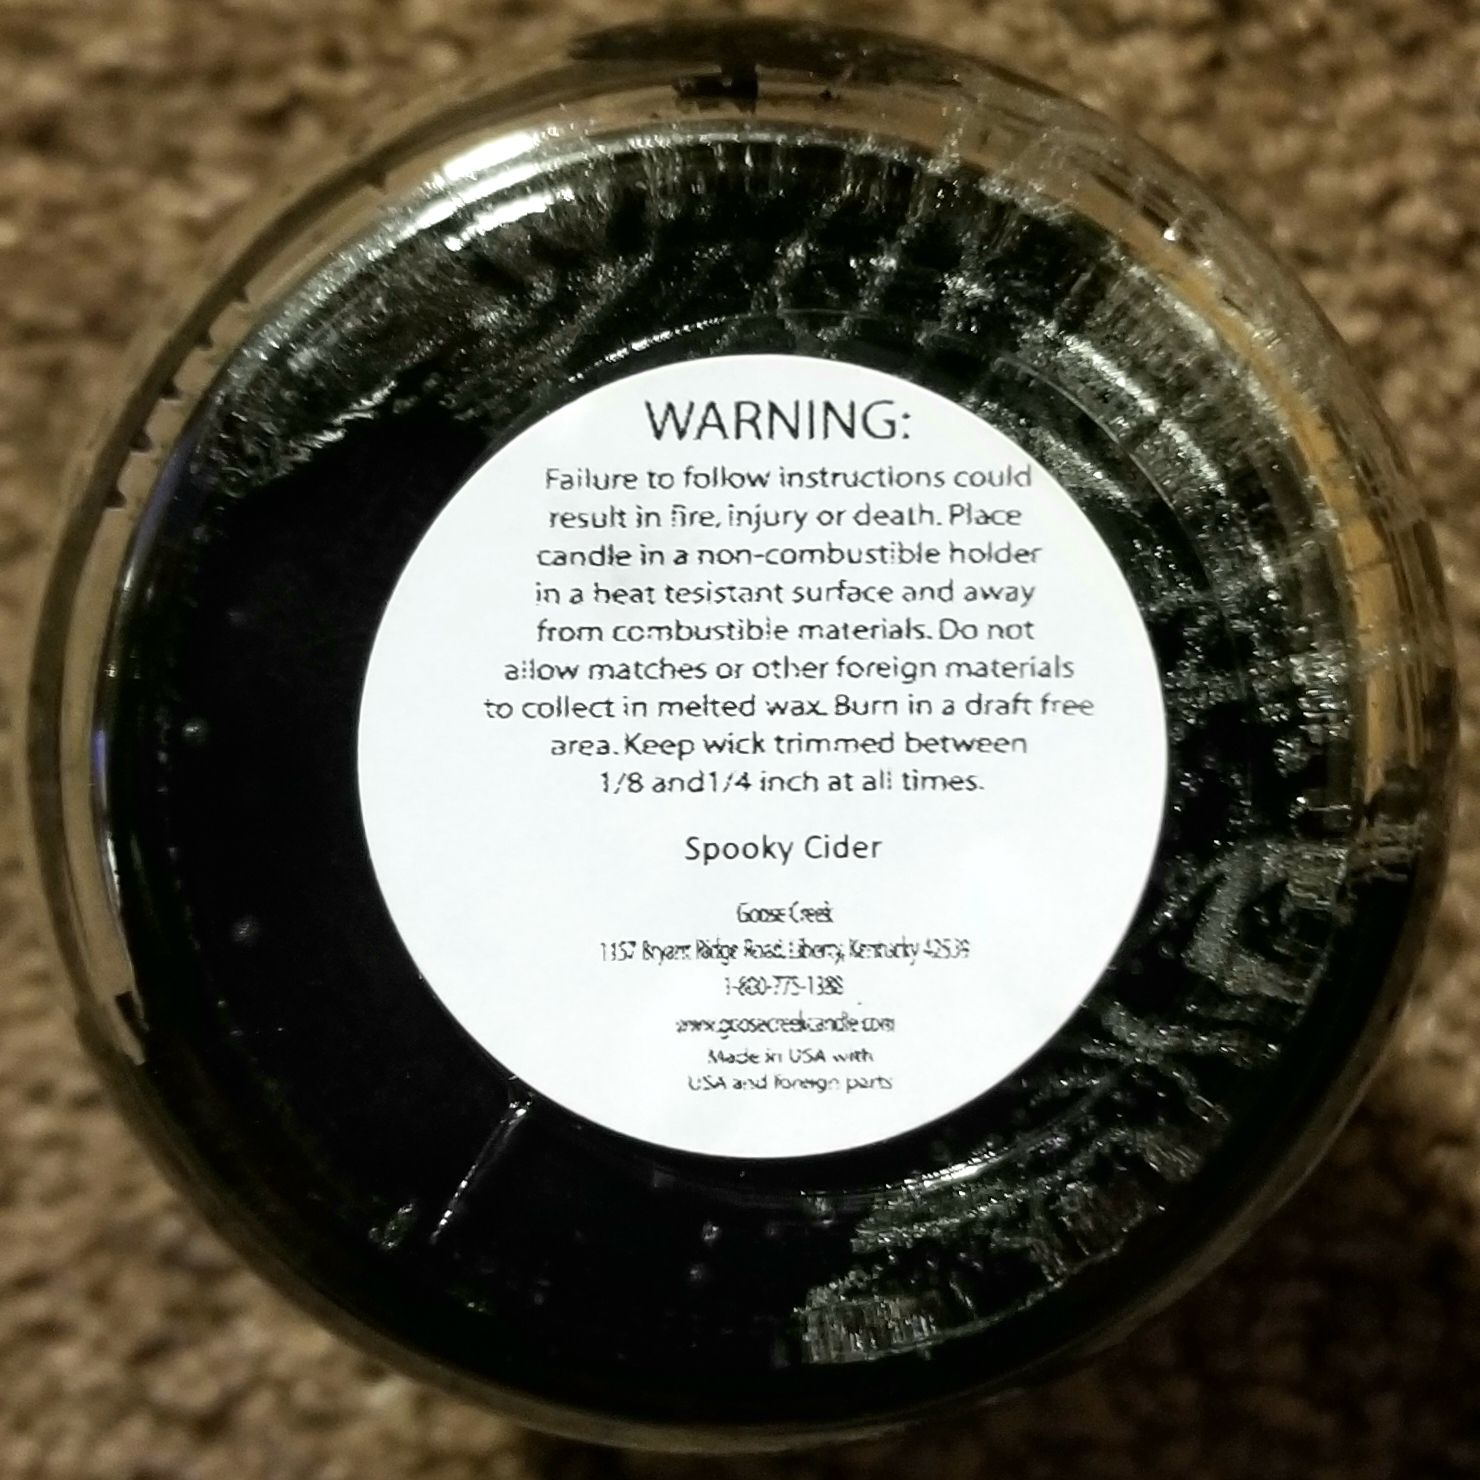 WARNING:
Failure to follow instructions could
result in fire, injury or death. Place
candle in a non-combustible holder
in a heat tesistant surface and away
from combustible materials. Do not
allow matches or other foreign materials
to collect in melted wax. Burn in a draft free
area. Keep wick trimmed between
1/8 and 1/4 inch at all times.
Spooky Cider
Goose Creek
Ridge Road, Liberty, Kentucky 42539
www.goosecreekcandle.com
Made in USA with
USA and foreign parts